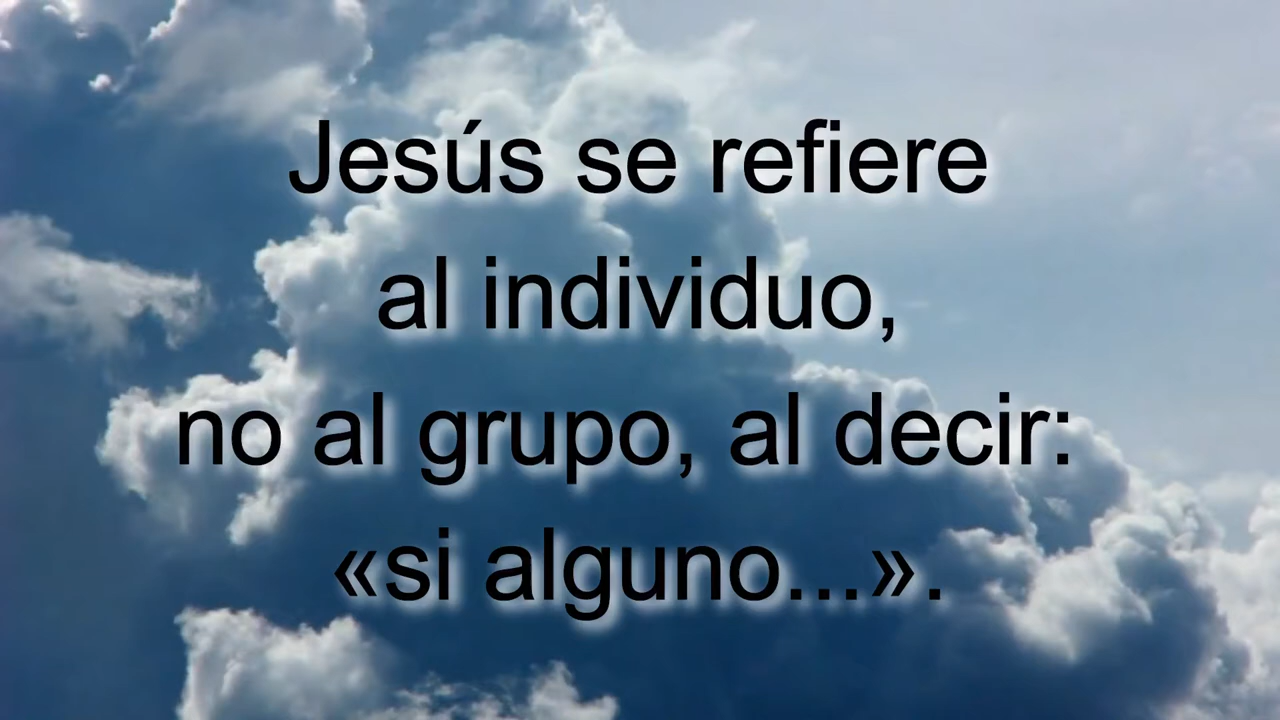 Jesús se refiere
al individuo,
no al grupo, al decir:
«si alguno...».